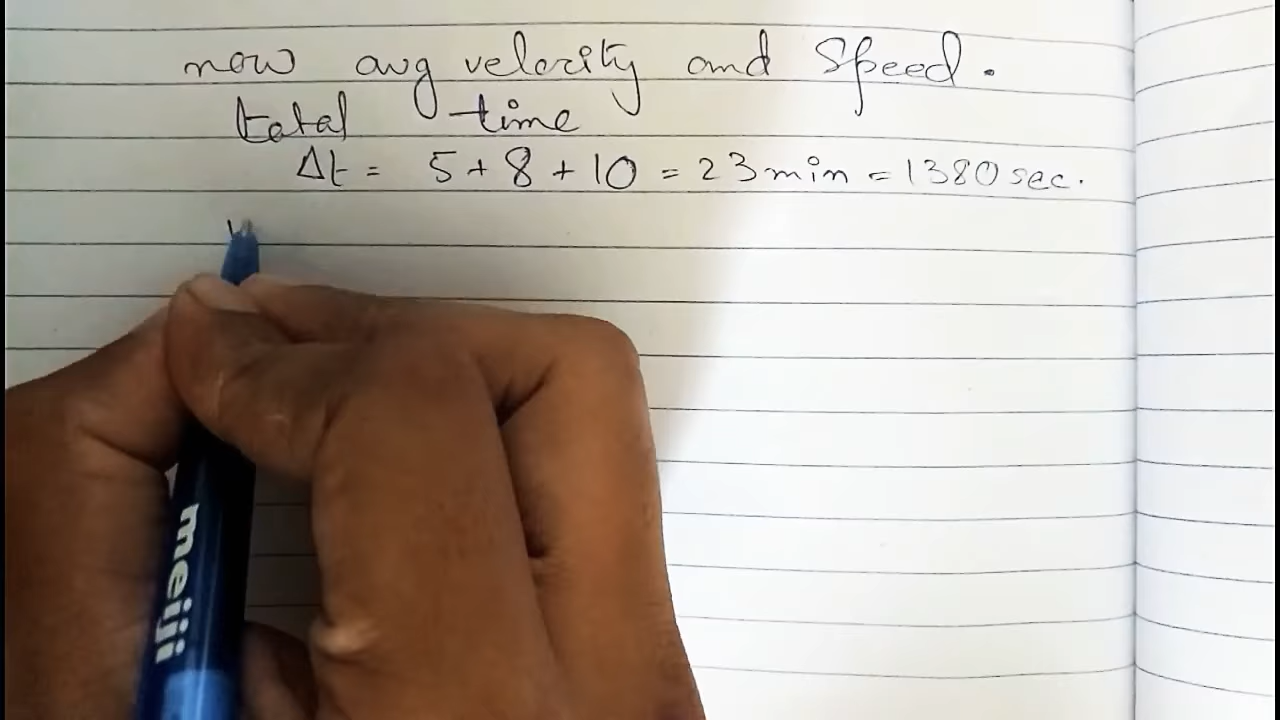 now avg velocity and Speed.
total time
Δt = 5 + 8 + 10 = 23 min = 1380 sec.
meiji